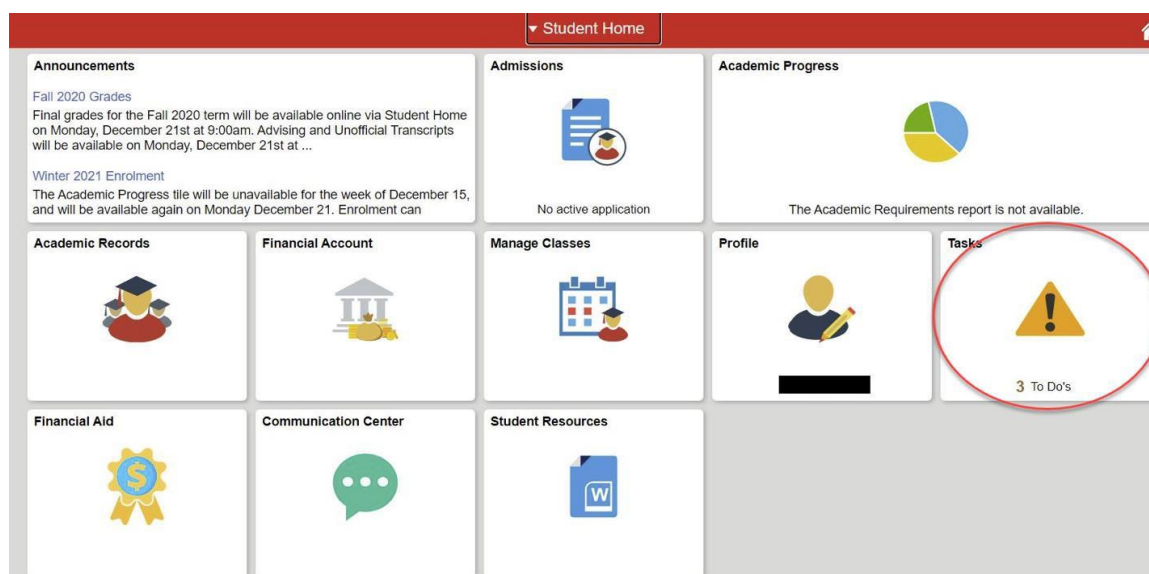 Student Home
Announcements
Fall 2020 Grades
Final grades for the Fall 2020 term will be available online via Student Home
on Monday, December 21st at 9:00am. Advising and Unofficial Transcripts
will be available on Monday, December 21st at ...
Winter 2021 Enrolment
The Academic Progress tile will be unavailable for the week of December 15,
and will be available again on Monday December 21. Enrolment can
Admissions
No active application
Academic Progress
The Academic Requirements report is not available.
Academic Records
Financial Account
Manage Classes
Profile
Tasks
3 To Do's
Financial Aid
Communication Center
Student Resources
W